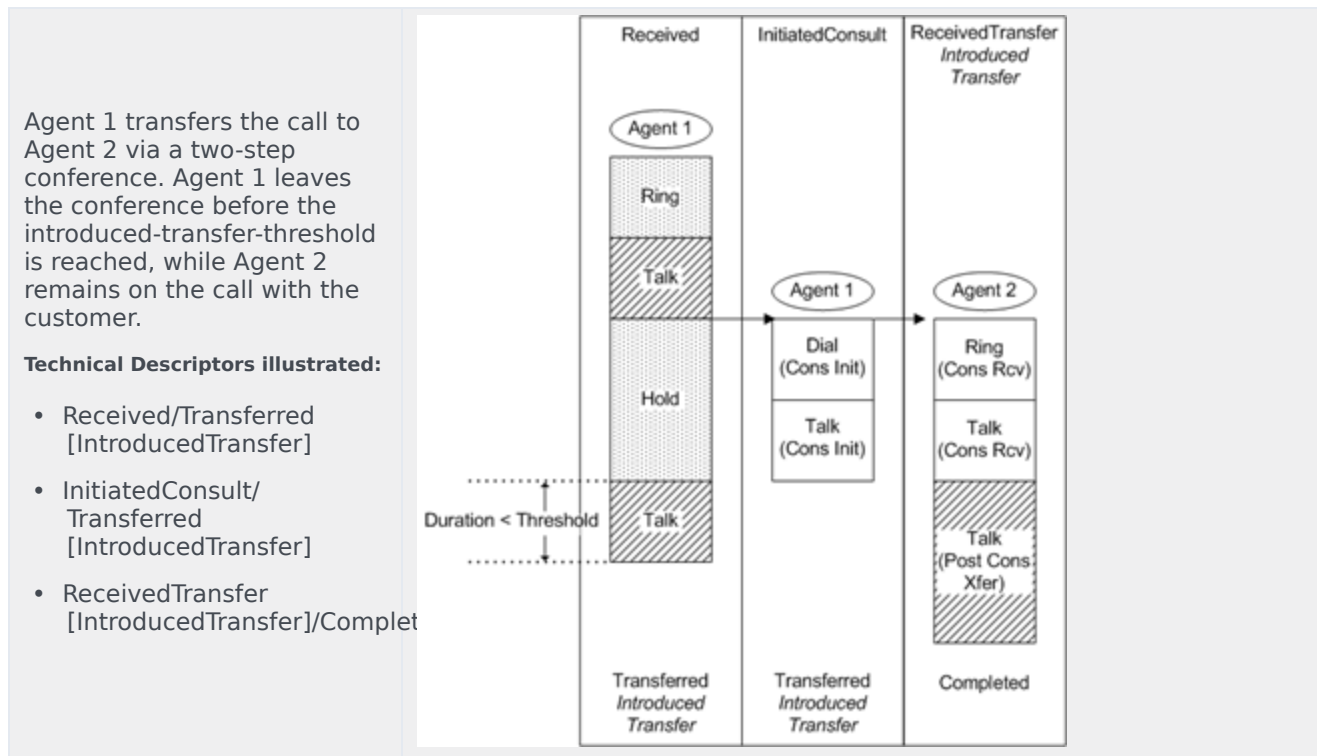 Agent 1 transfers the call to
Agent 2 via a two-step
conference. Agent 1 leaves
the conference before the
introduced-transfer-threshold
is reached, while Agent 2
remains on the call with the
customer.
Technical Descriptors illustrated:
• Received/Transferred
[IntroducedTransfer]
• InitiatedConsult/
Transferred
[IntroducedTransfer]
• ReceivedTransfer
[IntroducedTransfer]/Complet
Received
Agent 1
Ring
Talk
Hold
Duration < Threshold
Talk
Transferred
Introduced
Transfer
InitiatedConsult
Agent 1
Dial
(Cons Init)
Talk
(Cons Init)
Transferred
Introduced
Transfer
ReceivedTransfer
Introduced
Transfer
Agent 2
Ring
(Cons Rcv)
Talk
(Cons Rcv)
Talk
(Post Cons
Xfer)
Completed